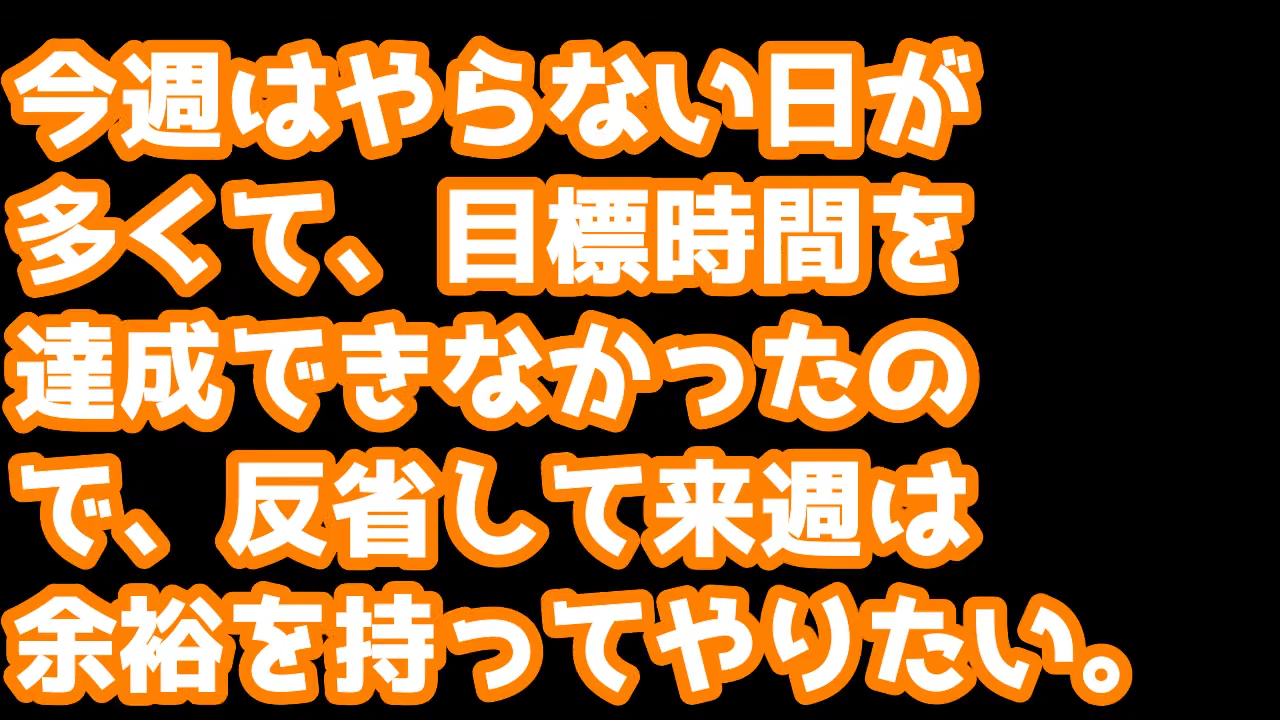 今週はやらない日が
多くて、目標時間を
達成できなかったの
で、反省して来週は
余裕を持ってやりたい。